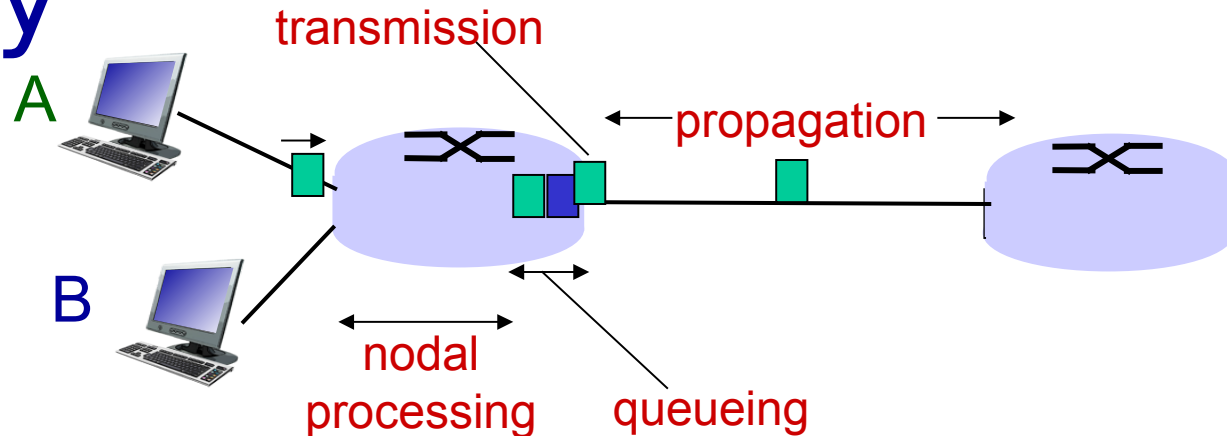 y
transmission
A
propagation
B
nodal
processing
queueing